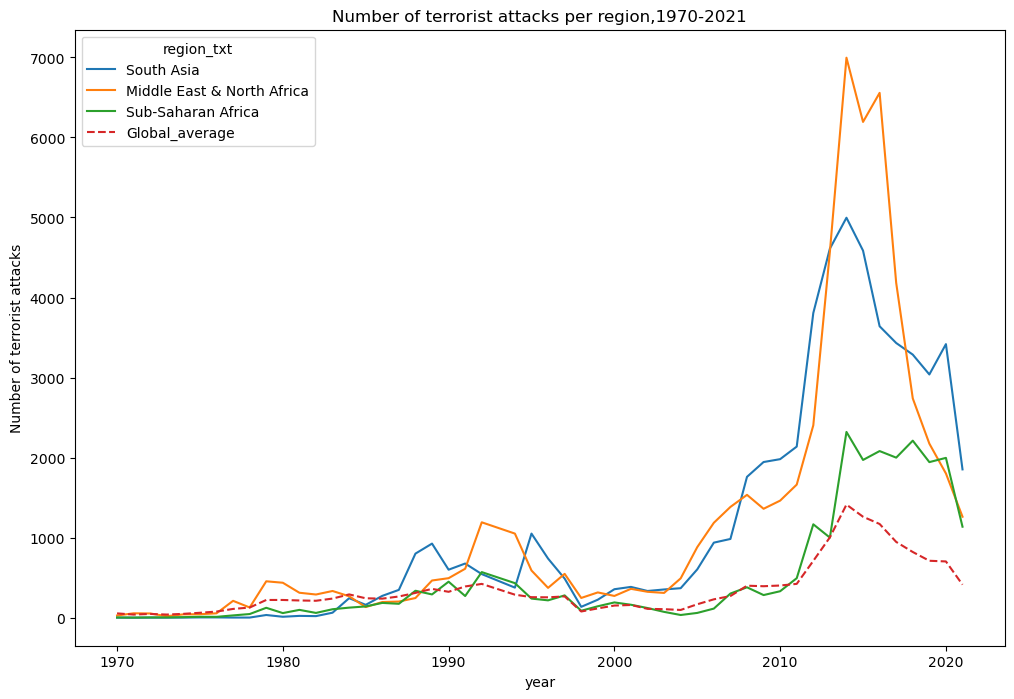 Number of terrorist attacks per region,1970-2021
region_txt
South Asia
Middle East & North Africa
Sub-Saharan Africa
Global_average
7000
6000
5000
4000
3000
2000
1000
0
Number of terrorist attacks
1970
1980
1990
2000
2010
2020
year